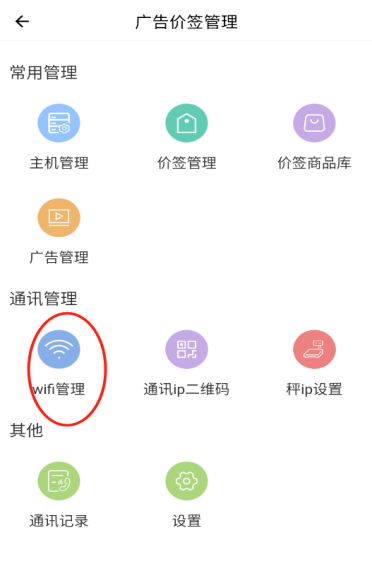 广告价签管理
常用管理
主机管理 价签管理 价签商品库
广告管理
通讯管理
wifi管理 通讯ip二维码 秤ip设置
其他
通讯记录 设置